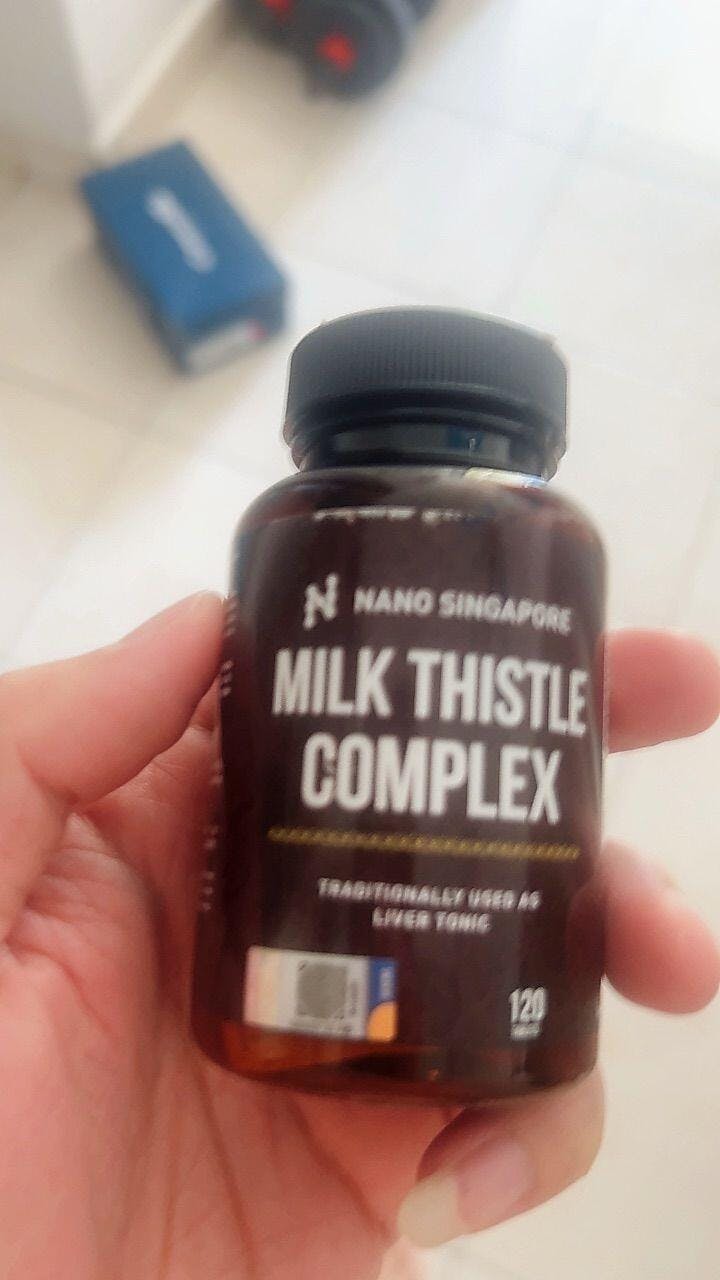 NANO SINGAPORE
MILK THISTLE
COMPLEX
TRADITIONALLY USED AS
LIVER TONIC
120